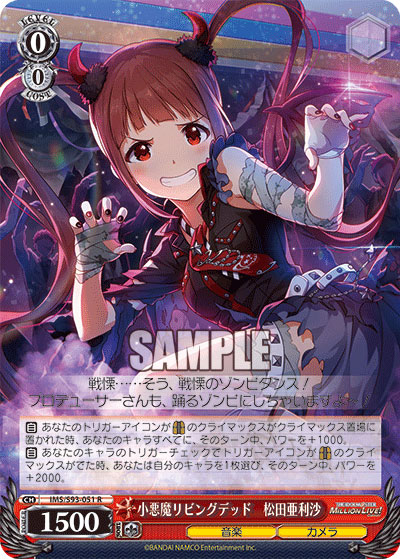 LEVEL
0
0
COST
SAMPLE
戦慄……そう、戦慄のゾンビダンス!
プロデューサーさんも、踊るゾンビにしちゃいますよ
自 あなたのトリガーアイコンが のクライマックスがクライマックス置場に
置かれた時、あなたのキャラすべてに、そのターン中、パワーを+1000。
自 あなたのキャラのトリガーチェックでトリガーアイコンが のクライマッ
クスがでた時、あなたは自分のキャラを1枚選び、そのターン中、パワーを
+2000。
CH IMS/S93-051 R
1500
小悪魔リビングデッド 松田亜利沙
THE IDOLM@STER
MILLION LIVE!
音楽
カメラ
©BANDAI NAMCO Entertainment Inc.